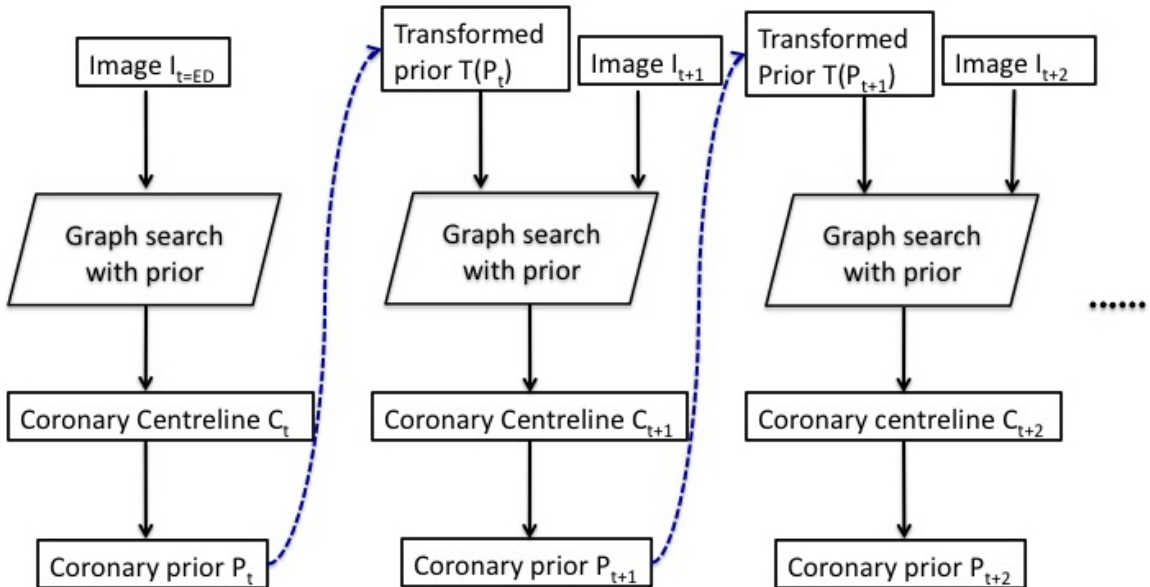 Image I_{t=ED}
Graph search
with prior
Coronary Centreline C_t
Coronary prior P_t
Transformed
prior T(P_t)
Image I_{t+1}
Graph search
with prior
Coronary Centreline C_{t+1}
Coronary prior P_{t+1}
Transformed
Prior T(P_{t+1})
Image I_{t+2}
Graph search
with prior
Coronary centreline C_{t+2}
Coronary prior P_{t+2}
......